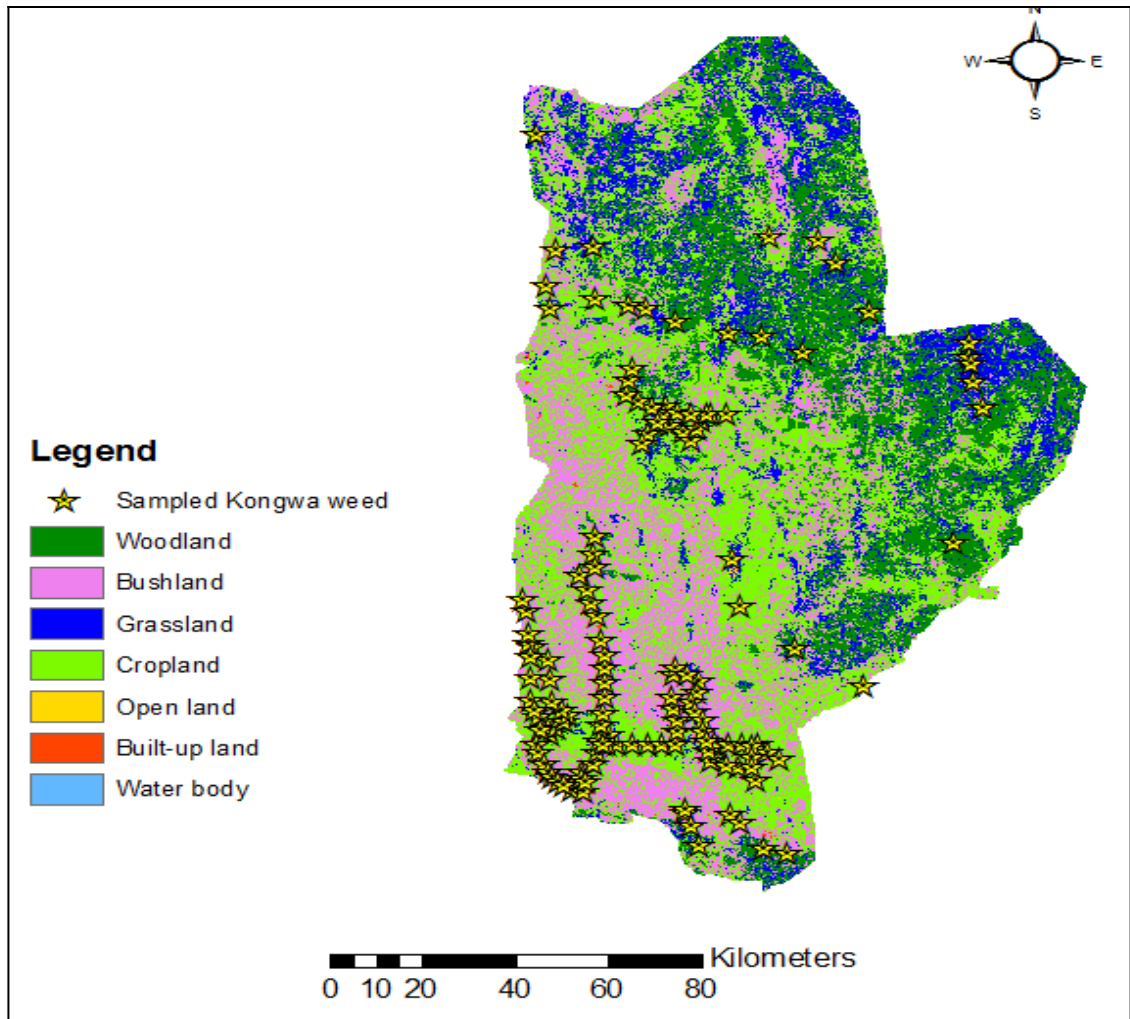 N
W E
S
Legend
Sampled Kongwa weed
Woodland
Bushland
Grassland
Cropland
Open land
Built-up land
Water body
Kilometers
0 10 20 40 60 80